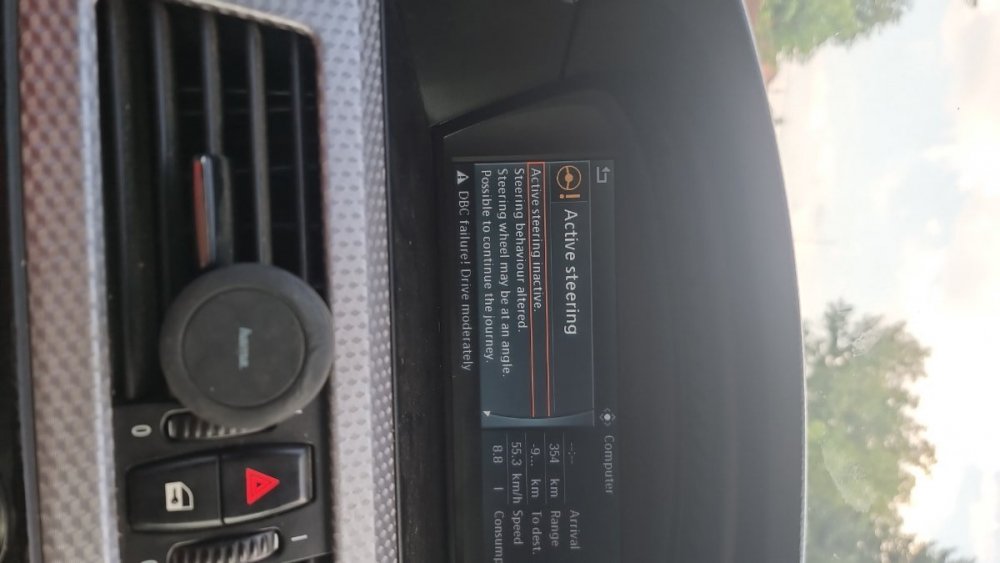 Active steering
Active steering inactive.
Steering behaviour altered.
Steering wheel may be at an angle.
Possible to continue the journey.
DBC failure! Drive moderately
Computer
--:-- Arrival
354 km Range
-9... km To dest.
55.3 km/h Speed
8.8 l Consump
0